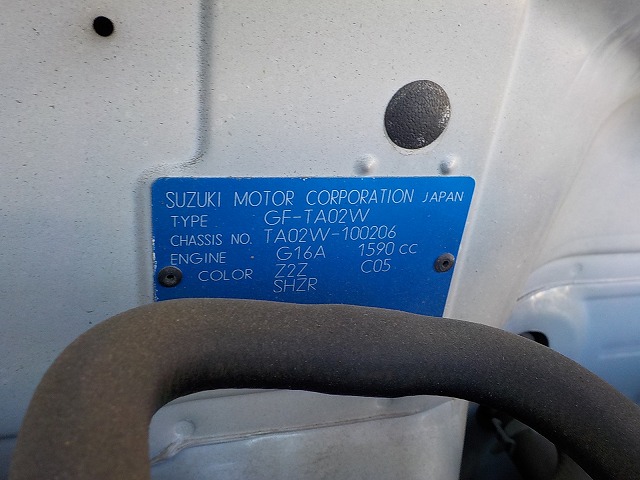 SUZUKI MOTOR CORPORATION JAPAN
TYPE GF-TA02W
CHASSIS NO. TA02W-100206
ENGINE G16A 1590 cc
COLOR Z2Z C05
SHZR